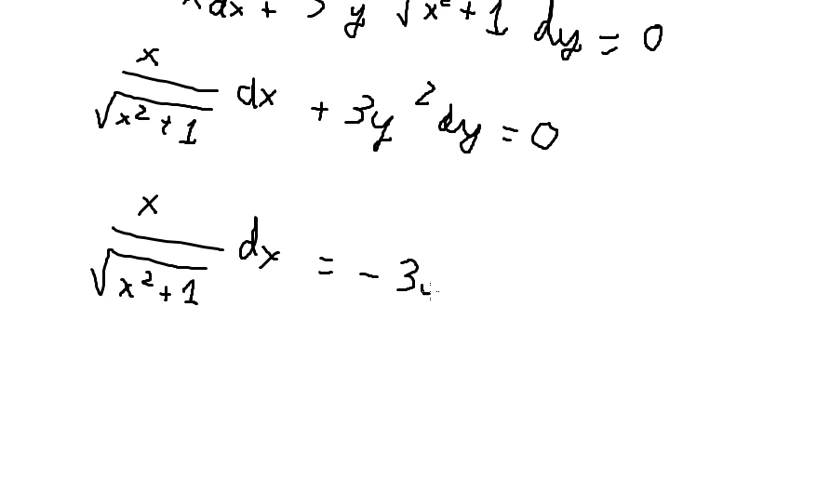 x dx + 3 y √x² + 1 dy = 0
x/√(x² + 1) dx + 3y² dy = 0
x/√(x² + 1) dx = - 3